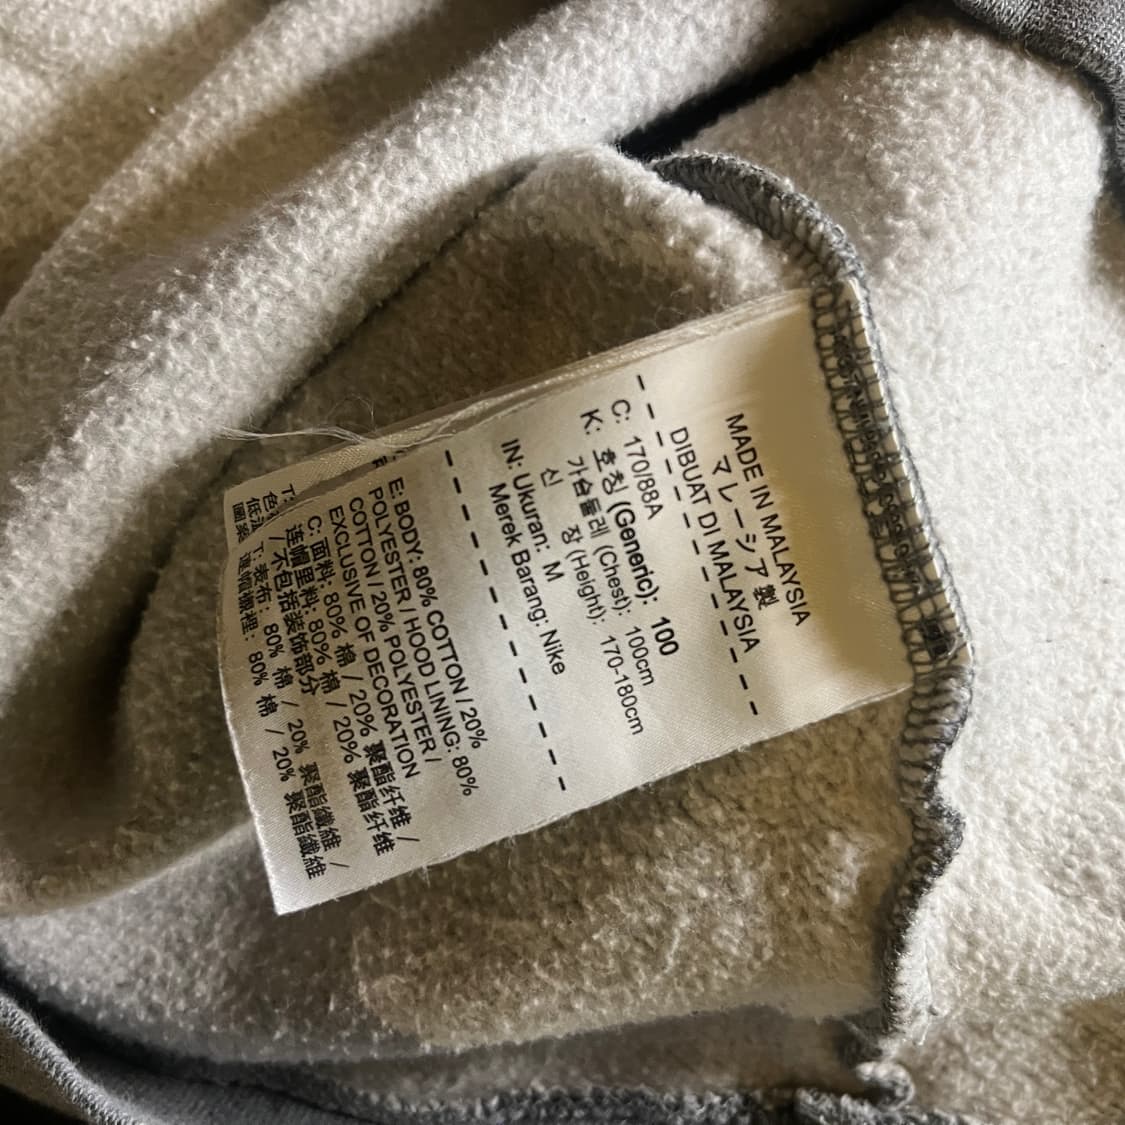 MADE IN MALAYSIA
マレーシア製
DIBUAT DI MALAYSIA
C: 170/88A
K: 호칭 (Generic): 100
가슴둘레 (Chest): 100cm
신 장 (Height): 170-180cm
IN: Ukuran: M
Merek Barang: Nike
E: BODY: 80% COTTON / 20%
POLYESTER / HOOD LINING: 80%
COTTON / 20% POLYESTER /
EXCLUSIVE OF DECORATION
C: 面料: 80% 棉 / 20% 聚酯纤维 /
连帽里料: 80% 棉 / 20% 聚酯纤维
/ 不包括装饰部分
T: 表布: 80% 棉 / 20% 聚酯纖維 /
連帽襯裡: 80% 棉 / 20% 聚酯纖維